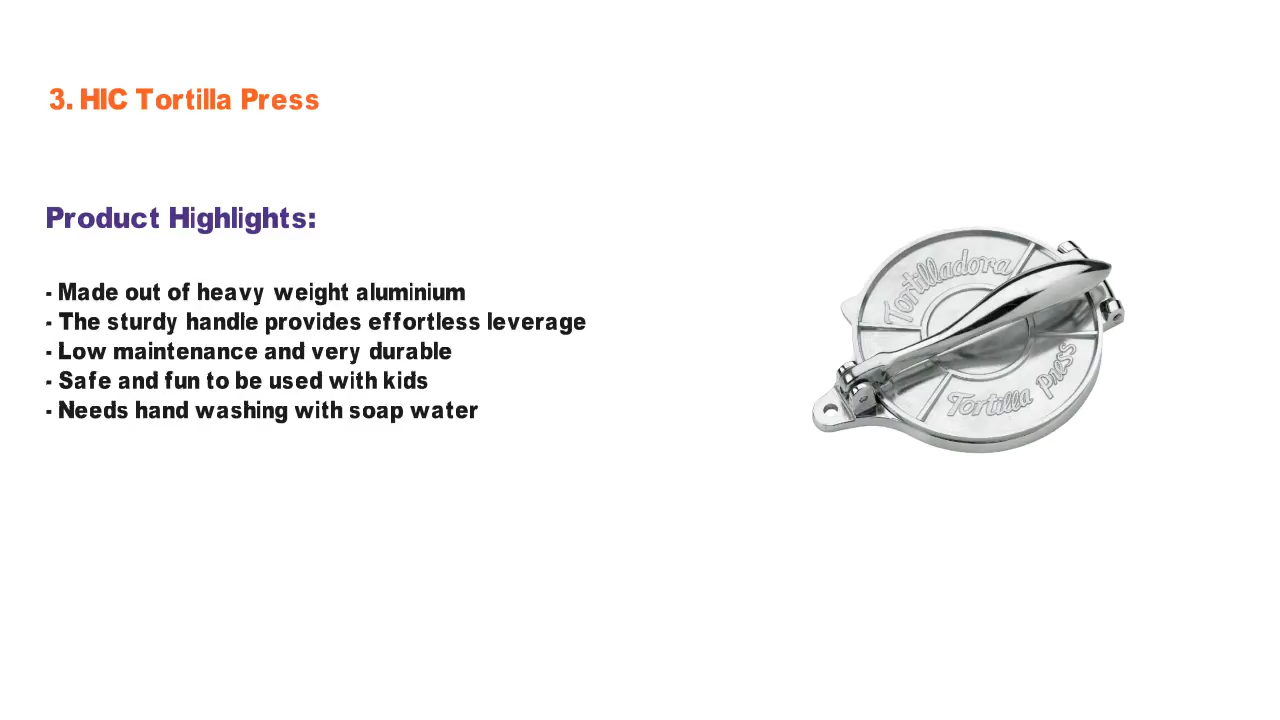 3. HIC Tortilla Press
Product Highlights:
- Made out of heavy weight aluminium
- The sturdy handle provides effortless leverage
- Low maintenance and very durable
- Safe and fun to be used with kids
- Needs hand washing with soap water
Tortilladora
Tortilla Press